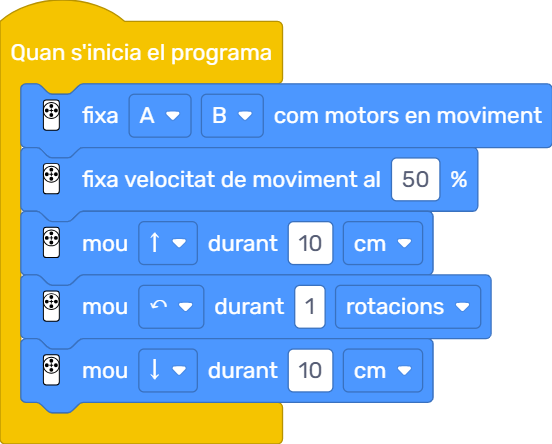 Quan s'inicia el programa
fixa A B com motors en moviment
fixa velocitat de moviment al 50 %
mou ↑ durant 10 cm
mou ↶ durant 1 rotacions
mou ↓ durant 10 cm